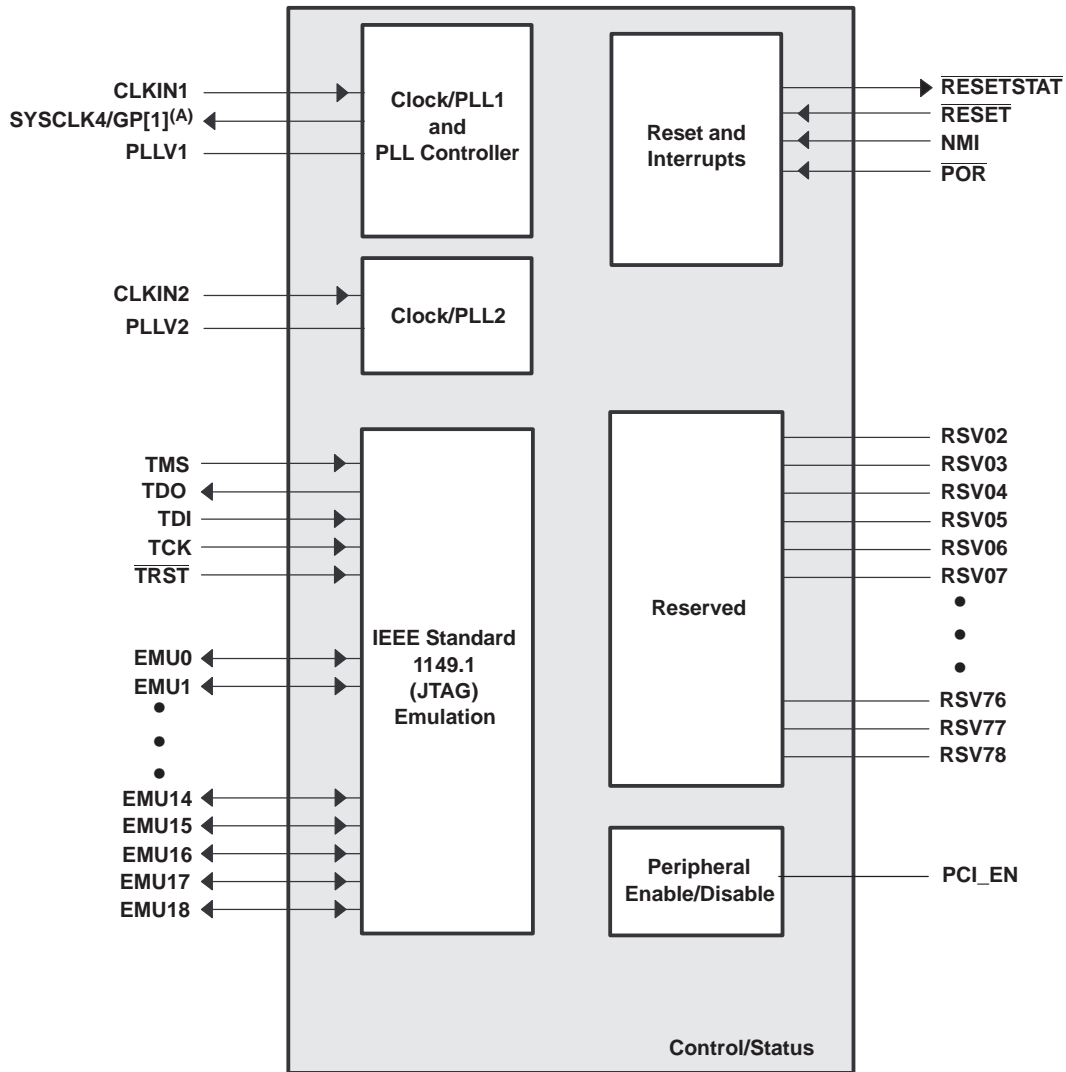 CLKIN1
SYSCLK4/GP[1](A)
PLLV1
Clock/PLL1
and
PLL Controller
Reset and
Interrupts
RESETSTAT
RESET
NMI
POR
CLKIN2
PLLV2
Clock/PLL2
TMS
TDO
TDI
TCK
TRST
EMU0
EMU1
•
•
•
EMU14
EMU15
EMU16
EMU17
EMU18
IEEE Standard
1149.1
(JTAG)
Emulation
Reserved
RSV02
RSV03
RSV04
RSV05
RSV06
RSV07
•
•
•
RSV76
RSV77
RSV78
Peripheral
Enable/Disable
PCI_EN
Control/Status